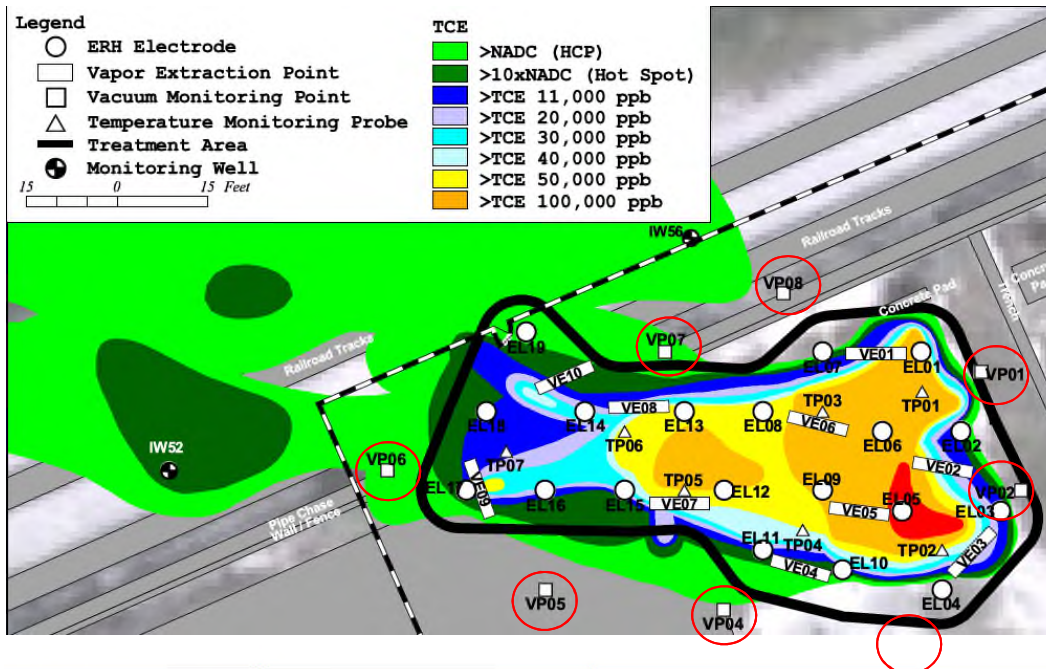 Legend
ERH Electrode
Vapor Extraction Point
Vacuum Monitoring Point
Temperature Monitoring Probe
Treatment Area
Monitoring Well
15 0 15 Feet
TCE
>NADC (HCP)
>10xNADC (Hot Spot)
>TCE 11,000 ppb
>TCE 20,000 ppb
>TCE 30,000 ppb
>TCE 40,000 ppb
>TCE 50,000 ppb
>TCE 100,000 ppb
IW56
Railroad Tracks
VP08
Concrete Pad
Trench
Concrete
Pa
EL19
VP07
EL07
VE01
EL01
VP01
Railroad Tracks
VE10
TP03
TP01
EL18
EL14
VE08
EL13
EL08
VE06
EL06
EL02
IW52
VP06
TP07
TP06
VE02
EL17
VE09
EL16
EL15
TP05
VE07
EL12
EL09
VE05
EL05
VP02
EL03
Pipe Chase
Wall / Fence
EL11
TP04
TP02
VE03
VE04
EL10
VP05
VP04
EL04